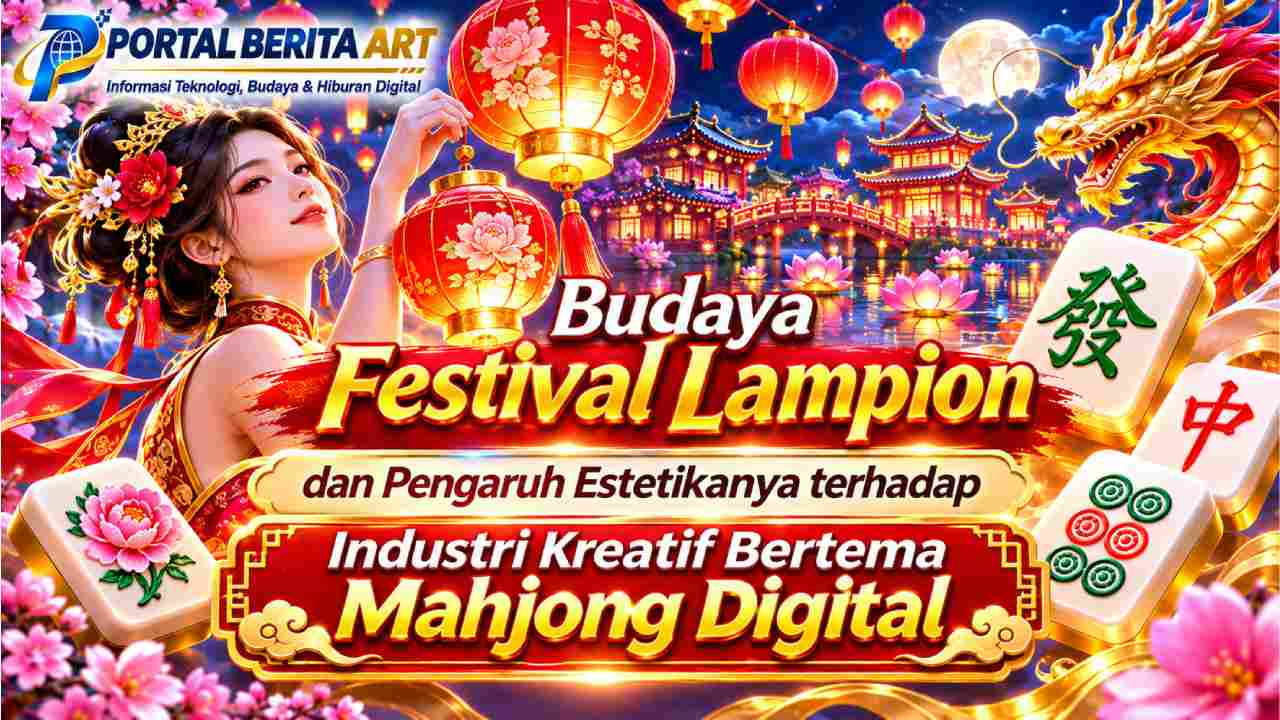 PORTAL BERITA ART
Informasi Teknologi, Budaya & Hiburan Digital
Budaya
Festival Lampion
dan Pengaruh Estetikanya terhadap
Industri Kreatif Bertema
Mahjong Digital
發
中